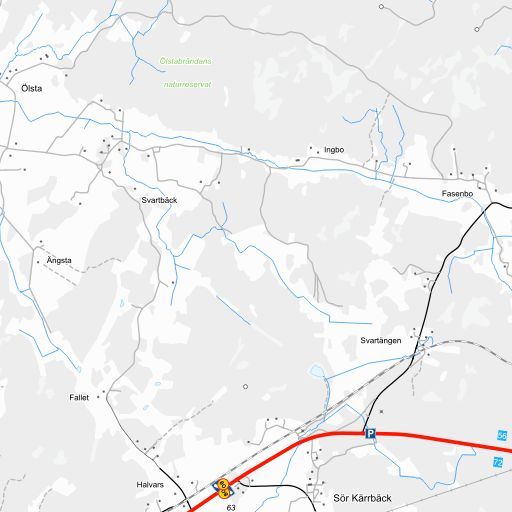 Ölstabrändans
naturreservat
Ölsta
Ingbo
Fasenbo
Svartbäck
Ängsta
Svartängen
Fallet
P
56
72
Halvars
63
Sör Kärrbäck